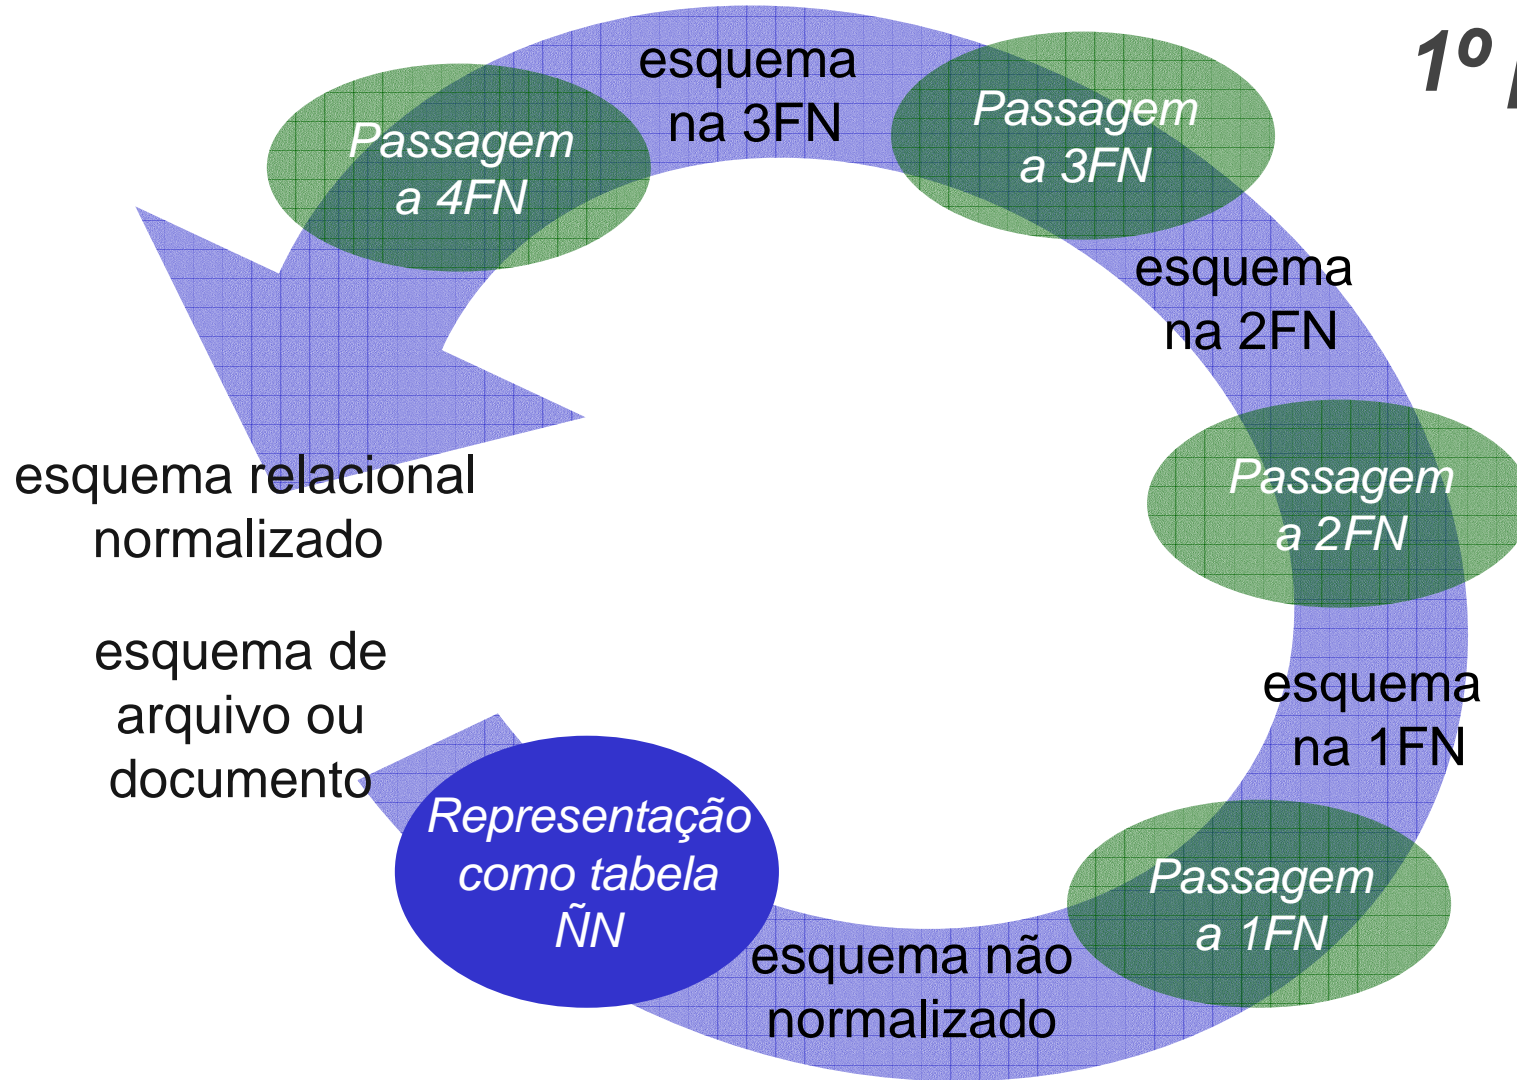 1º
esquema
na 3FN
Passagem
a 3FN
Passagem
a 4FN
esquema
na 2FN
Passagem
a 2FN
esquema relacional
normalizado
esquema de
arquivo ou
documento
esquema
na 1FN
Representação
como tabela
ÑN
Passagem
a 1FN
esquema não
normalizado